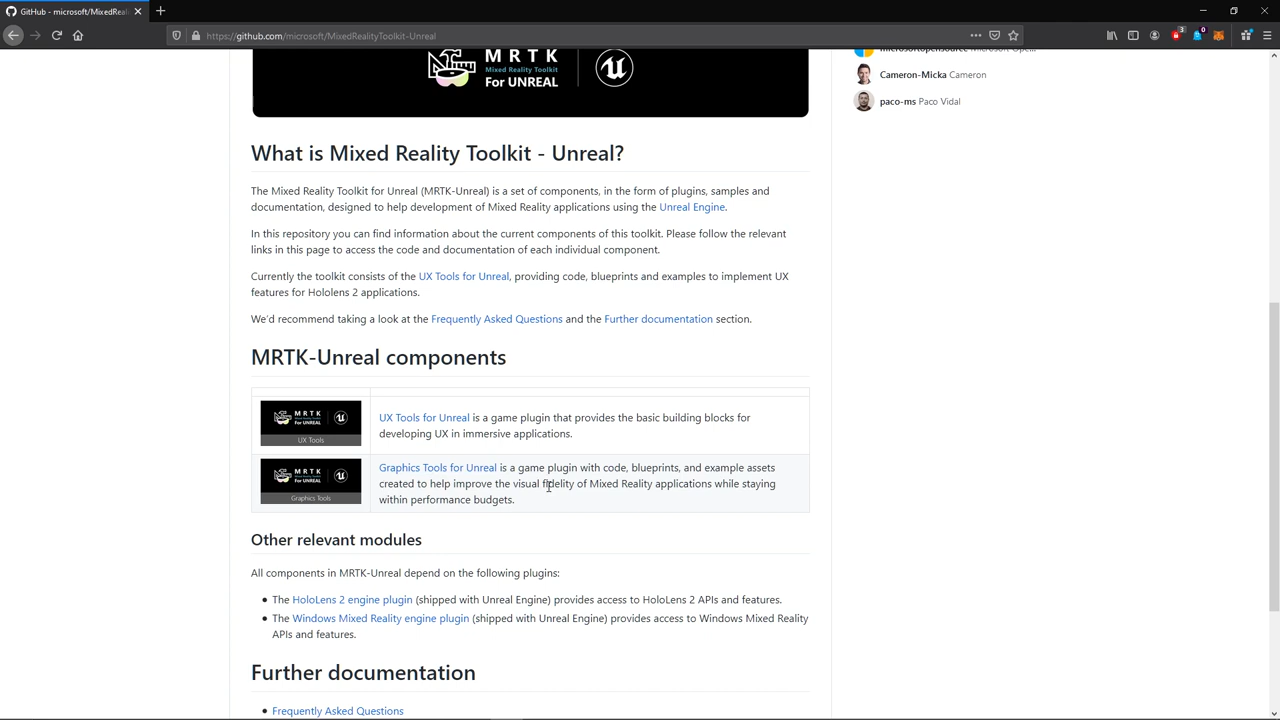 GitHub - microsoft/MixedReali
https://github.com/microsoft/MixedRealityToolkit-Unreal
3
0
Cameron-Micka Cameron
paco-ms Paco Vidal
MRTK
Mixed Reality Toolkit
For UNREAL
What is Mixed Reality Toolkit - Unreal?
The Mixed Reality Toolkit for Unreal (MRTK-Unreal) is a set of components, in the form of plugins, samples and
documentation, designed to help development of Mixed Reality applications using the Unreal Engine.
In this repository you can find information about the current components of this toolkit. Please follow the relevant
links in this page to access the code and documentation of each individual component.
Currently the toolkit consists of the UX Tools for Unreal, providing code, blueprints and examples to implement UX
features for Hololens 2 applications.
We'd recommend taking a look at the Frequently Asked Questions and the Further documentation section.
MRTK-Unreal components
MRTK
Mixed Reality Toolkit
For UNREAL
UX Tools
UX Tools for Unreal is a game plugin that provides the basic building blocks for
developing UX in immersive applications.
MRTK
Mixed Reality Toolkit
For UNREAL
Graphics Tools
Graphics Tools for Unreal is a game plugin with code, blueprints, and example assets
created to help improve the visual fidelity of Mixed Reality applications while staying
within performance budgets.
Other relevant modules
All components in MRTK-Unreal depend on the following plugins:
The HoloLens 2 engine plugin (shipped with Unreal Engine) provides access to HoloLens 2 APIs and features.
The Windows Mixed Reality engine plugin (shipped with Unreal Engine) provides access to Windows Mixed Reality
APIs and features.
Further documentation
Frequently Asked Questions